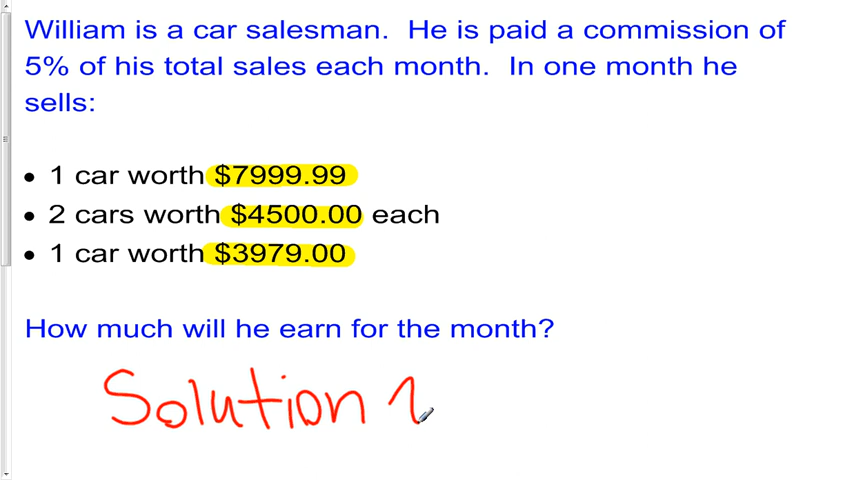 William is a car salesman. He is paid a commission of
5% of his total sales each month. In one month he
sells:
• 1 car worth $7999.99
• 2 cars worth $4500.00 each
• 1 car worth $3979.00
How much will he earn for the month?
Solution 1